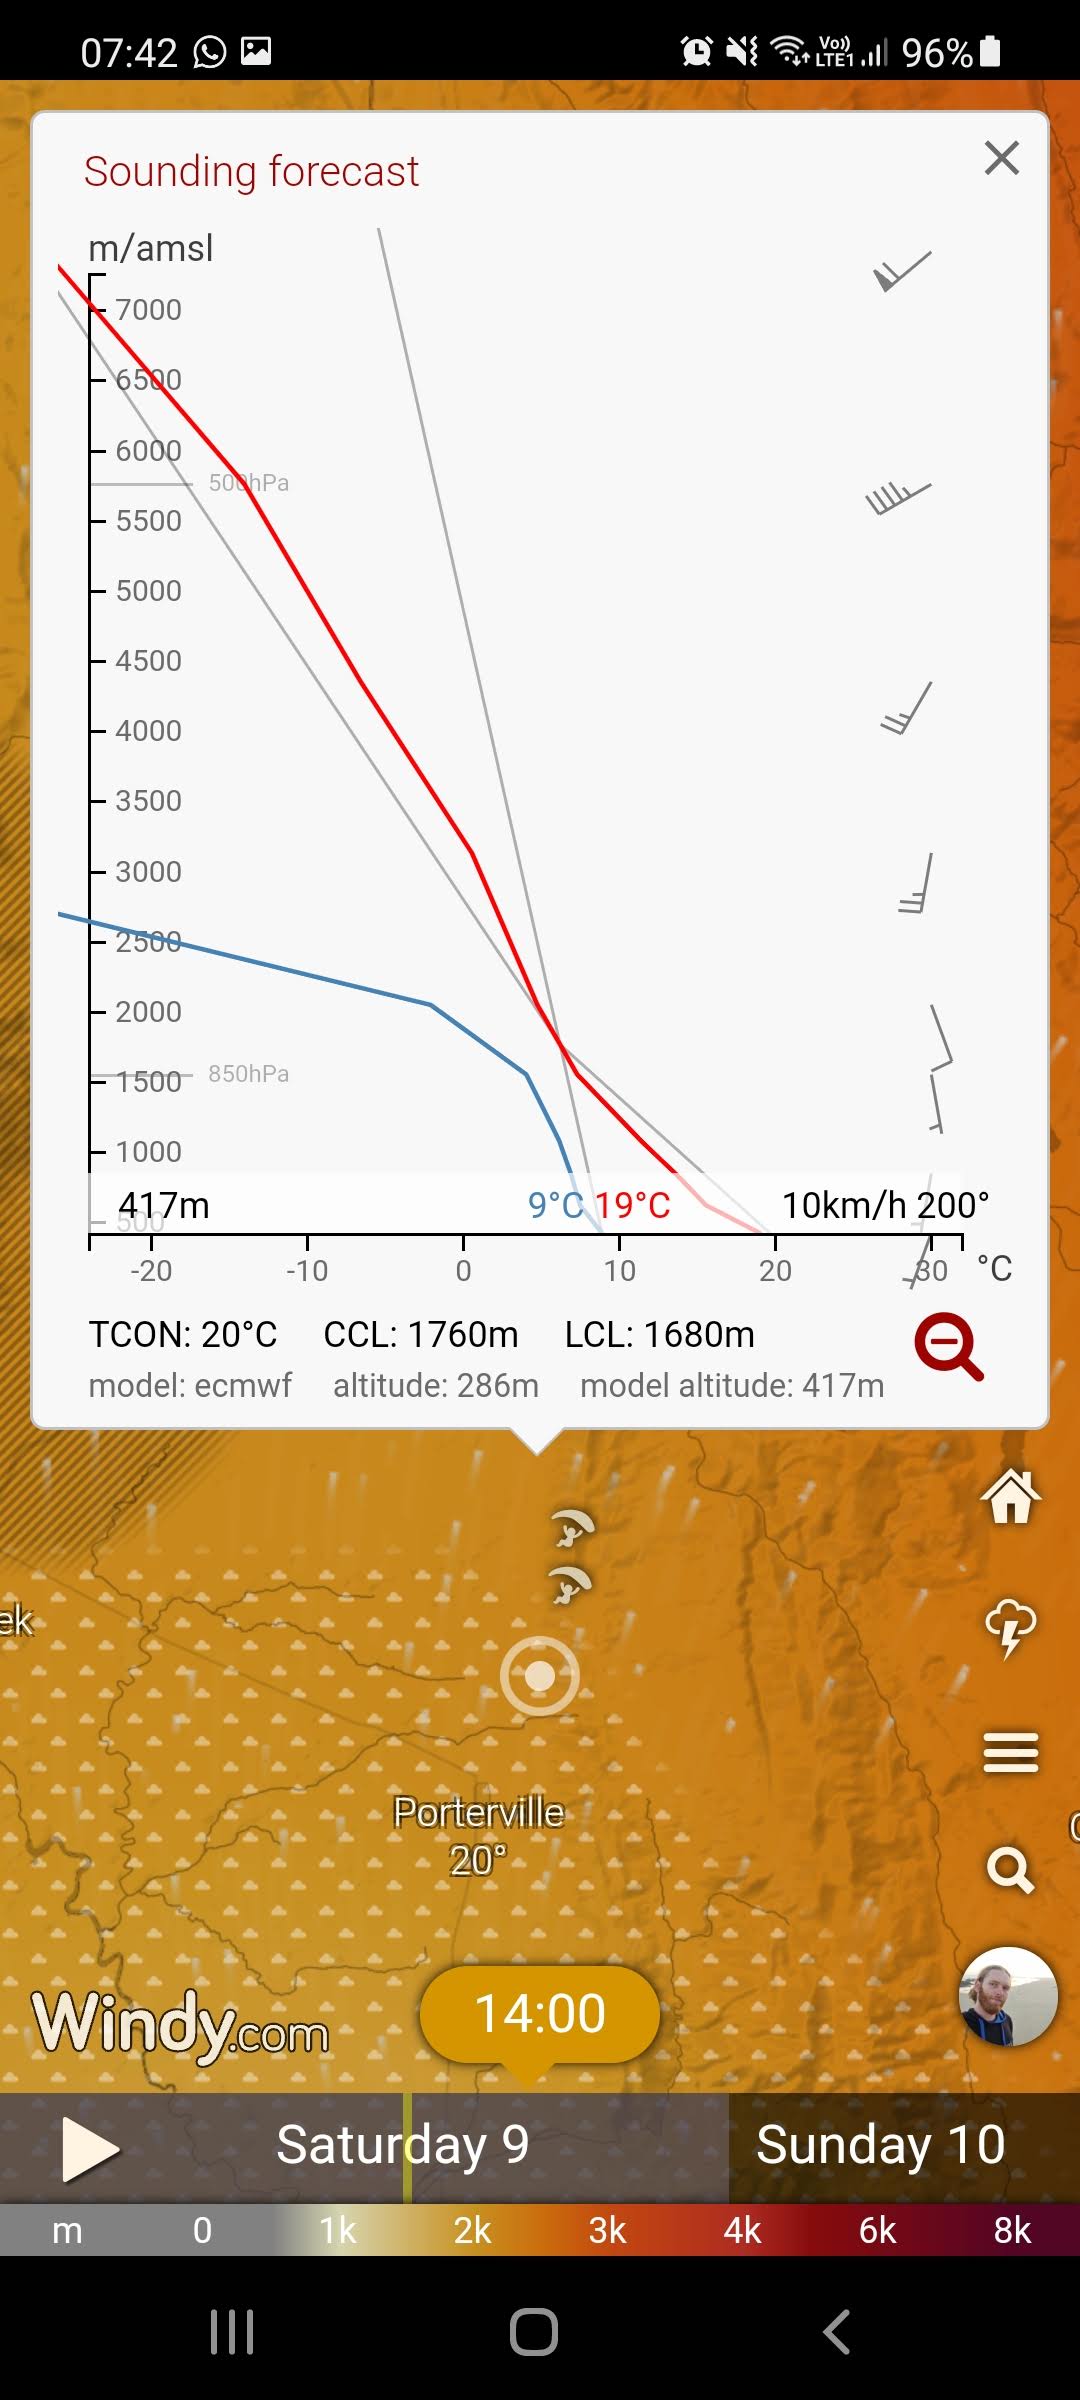 07:42 Vo)) LTE1 96%
Sounding forecast
m/amsl
7000
6500
6000
500hPa
5500
5000
4500
4000
3500
3000
2500
2000
850hPa
1500
1000
417m 9°C 19°C 10km/h 200°
500
-20 -10 0 10 20 30 °C
TCON: 20°C CCL: 1760m LCL: 1680m
model: ecmwf altitude: 286m model altitude: 417m
ek
Porterville
20°
Windy.com
14:00
Saturday 9 Sunday 10
m 0 1k 2k 3k 4k 6k 8k